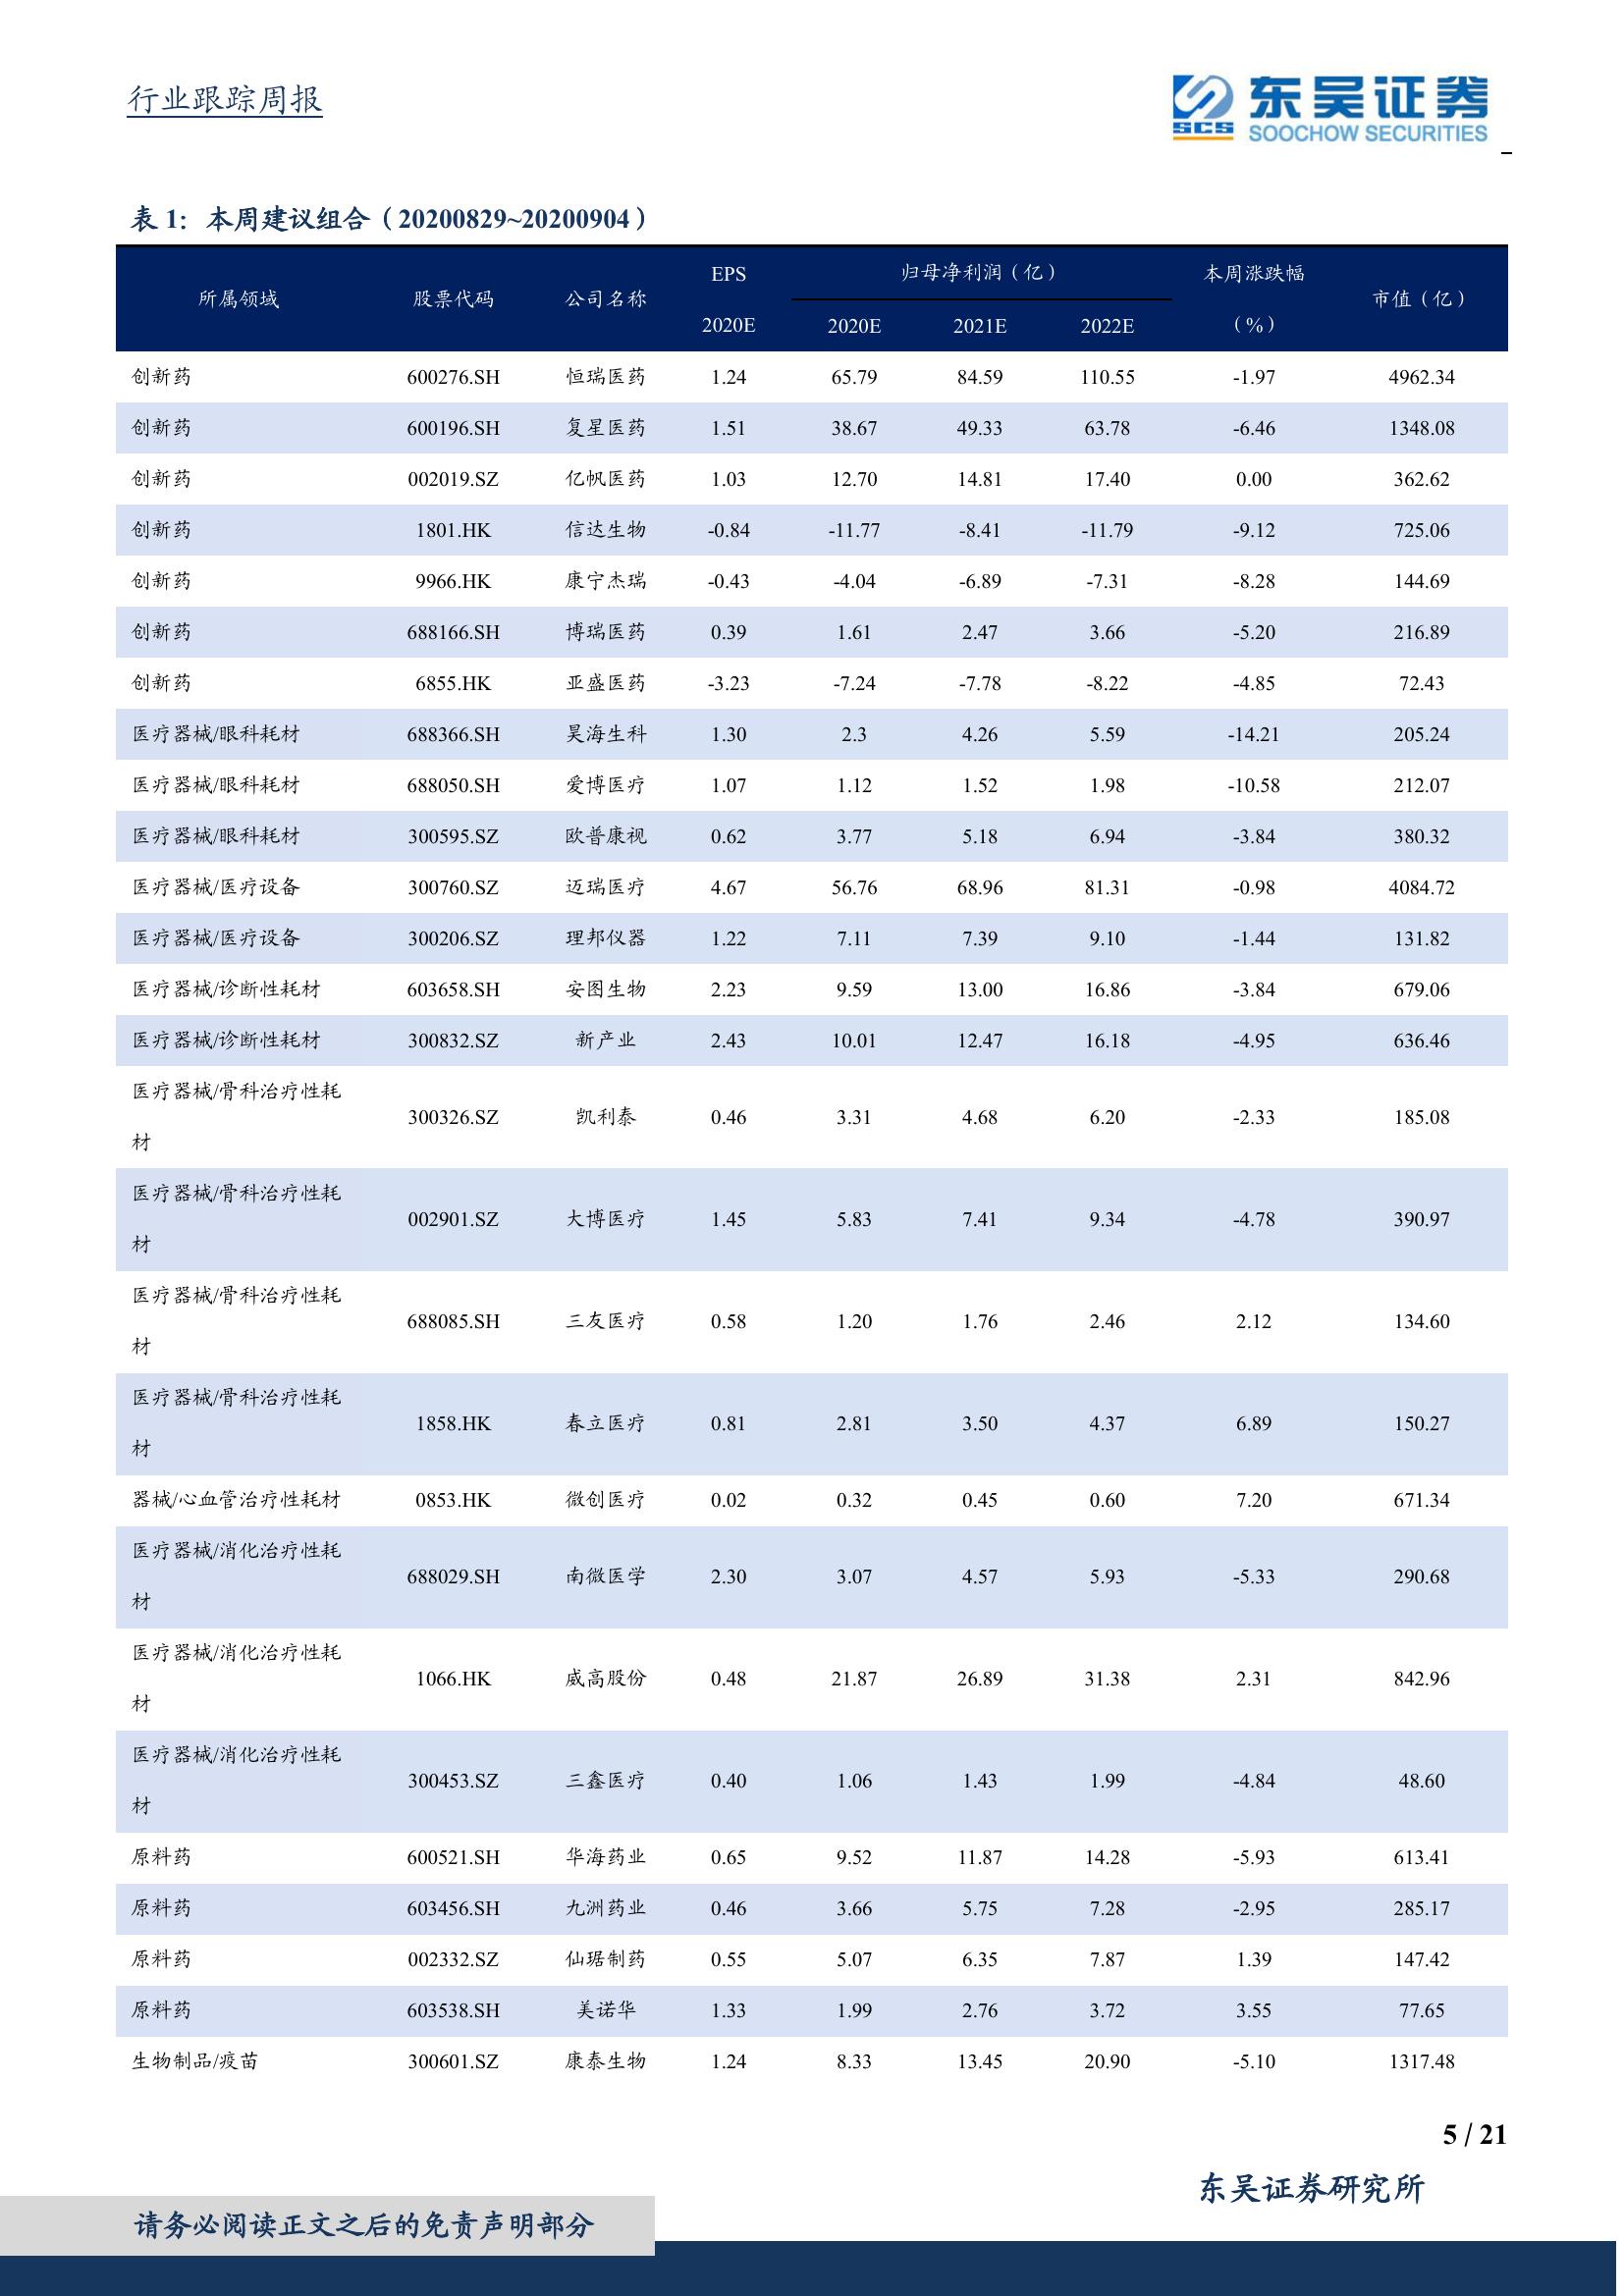 行业跟踪周报
东吴证券
SCS
SOOCHOW SECURITIES
表 1：本周建议组合（20200829~20200904）
所属领域 股票代码 公司名称 EPS 归母净利润（亿） 本周涨跌幅 市值（亿）
2020E 2020E 2021E 2022E （%）
创新药 600276.SH 恒瑞医药 1.24 65.79 84.59 110.55 -1.97 4962.34
创新药 600196.SH 复星医药 1.51 38.67 49.33 63.78 -6.46 1348.08
创新药 002019.SZ 亿帆医药 1.03 12.70 14.81 17.40 0.00 362.62
创新药 1801.HK 信达生物 -0.84 -11.77 -8.41 -11.79 -9.12 725.06
创新药 9966.HK 康宁杰瑞 -0.43 -4.04 -6.89 -7.31 -8.28 144.69
创新药 688166.SH 博瑞医药 0.39 1.61 2.47 3.66 -5.20 216.89
创新药 6855.HK 亚盛医药 -3.23 -7.24 -7.78 -8.22 -4.85 72.43
医疗器械/眼科耗材 688366.SH 昊海生科 1.30 2.3 4.26 5.59 -14.21 205.24
医疗器械/眼科耗材 688050.SH 爱博医疗 1.07 1.12 1.52 1.98 -10.58 212.07
医疗器械/眼科耗材 300595.SZ 欧普康视 0.62 3.77 5.18 6.94 -3.84 380.32
医疗器械/医疗设备 300760.SZ 迈瑞医疗 4.67 56.76 68.96 81.31 -0.98 4084.72
医疗器械/医疗设备 300206.SZ 理邦仪器 1.22 7.11 7.39 9.10 -1.44 131.82
医疗器械/诊断性耗材 603658.SH 安图生物 2.23 9.59 13.00 16.86 -3.84 679.06
医疗器械/诊断性耗材 300832.SZ 新产业 2.43 10.01 12.47 16.18 -4.95 636.46
医疗器械/骨科治疗性耗
材 300326.SZ 凯利泰 0.46 3.31 4.68 6.20 -2.33 185.08
医疗器械/骨科治疗性耗
材 002901.SZ 大博医疗 1.45 5.83 7.41 9.34 -4.78 390.97
医疗器械/骨科治疗性耗
材 688085.SH 三友医疗 0.58 1.20 1.76 2.46 2.12 134.60
医疗器械/骨科治疗性耗
材 1858.HK 春立医疗 0.81 2.81 3.50 4.37 6.89 150.27
器械/心血管治疗性耗材 0853.HK 微创医疗 0.02 0.32 0.45 0.60 7.20 671.34
医疗器械/消化治疗性耗
材 688029.SH 南微医学 2.30 3.07 4.57 5.93 -5.33 290.68
医疗器械/消化治疗性耗
材 1066.HK 威高股份 0.48 21.87 26.89 31.38 2.31 842.96
医疗器械/消化治疗性耗
材 300453.SZ 三鑫医疗 0.40 1.06 1.43 1.99 -4.84 48.60
原料药 600521.SH 华海药业 0.65 9.52 11.87 14.28 -5.93 613.41
原料药 603456.SH 九洲药业 0.46 3.66 5.75 7.28 -2.95 285.17
原料药 002332.SZ 仙琚制药 0.55 5.07 6.35 7.87 1.39 147.42
原料药 603538.SH 美诺华 1.33 1.99 2.76 3.72 3.55 77.65
生物制品/疫苗 300601.SZ 康泰生物 1.24 8.33 13.45 20.90 -5.10 1317.48
5 / 21
东吴证券研究所
请务必阅读正文之后的免责声明部分